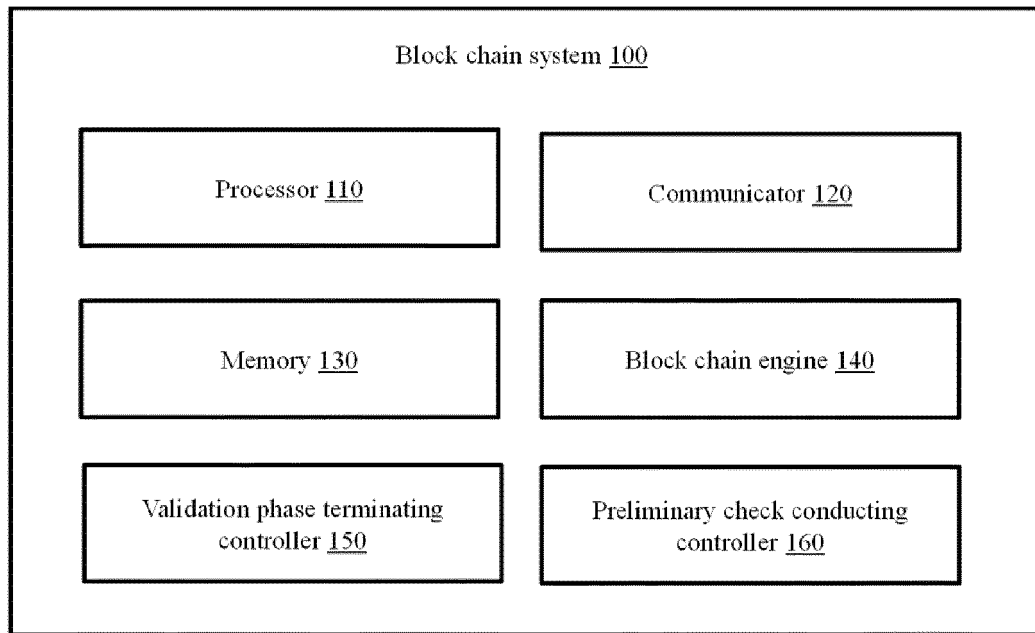 Block chain system 100
Processor 110
Communicator 120
Memory 130
Block chain engine 140
Validation phase terminating
controller 150
Preliminary check conducting
controller 160